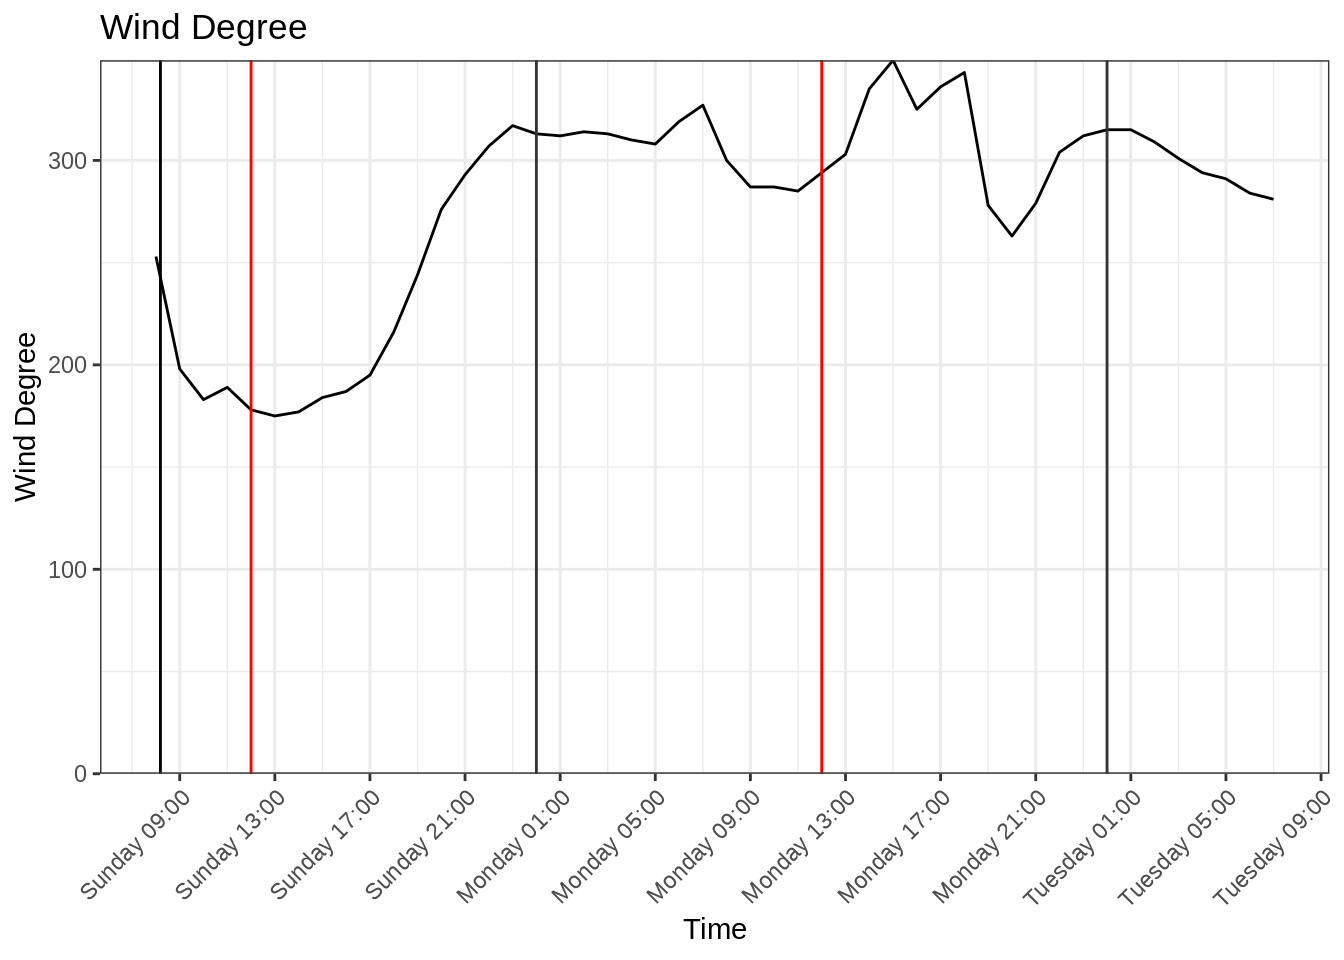 Wind Degree
Wind Degree
300
200
100
0
Sunday 09:00
Sunday 13:00
Sunday 17:00
Sunday 21:00
Monday 01:00
Monday 05:00
Monday 09:00
Monday 13:00
Monday 17:00
Monday 21:00
Tuesday 01:00
Tuesday 05:00
Tuesday 09:00
Time